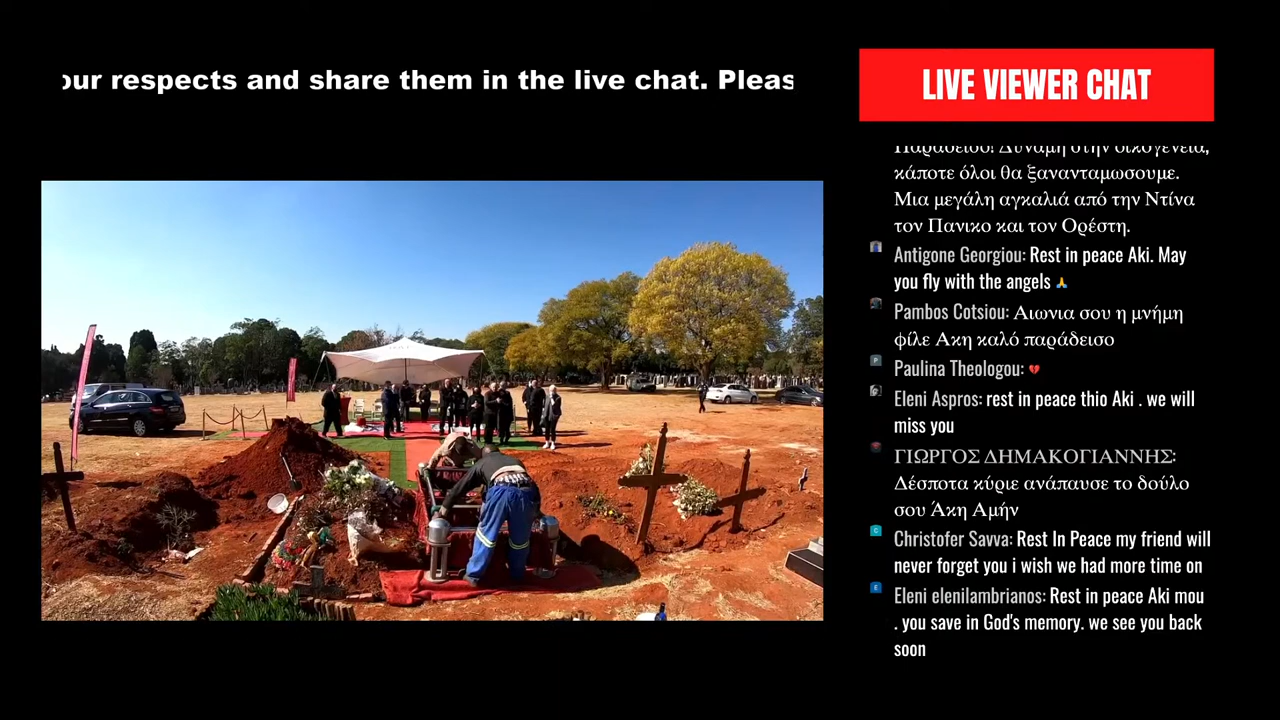 our respects and share them in the live chat. Pleas
LIVE VIEWER CHAT
Παράδεισο! Δύναμη στην οικογένεια,
κάποτε όλοι θα ξανανταμωσουμε.
Μια μεγάλη αγκαλιά από την Ντίνα
τον Πανικο και τον Ορέστη.
Antigone Georgiou: Rest in peace Aki. May
you fly with the angels 🙏
Pambos Cotsiou: Αιωνια σου η μνήμη
φίλε Ακη καλό παράδεισο
Paulina Theologou: 💔
Eleni Aspros: rest in peace thio Aki . we will
miss you
ΓΙΩΡΓΟΣ ΔΗΜΑΚΟΓΙΑΝΝΗΣ:
Δέσποτα κύριε ανάπαυσε το δούλο
σου Άκη Αμήν
Christofer Savva: Rest In Peace my friend will
never forget you i wish we had more time on
Eleni elenilambrianos: Rest in peace Aki mou
. you save in God's memory. we see you back
soon